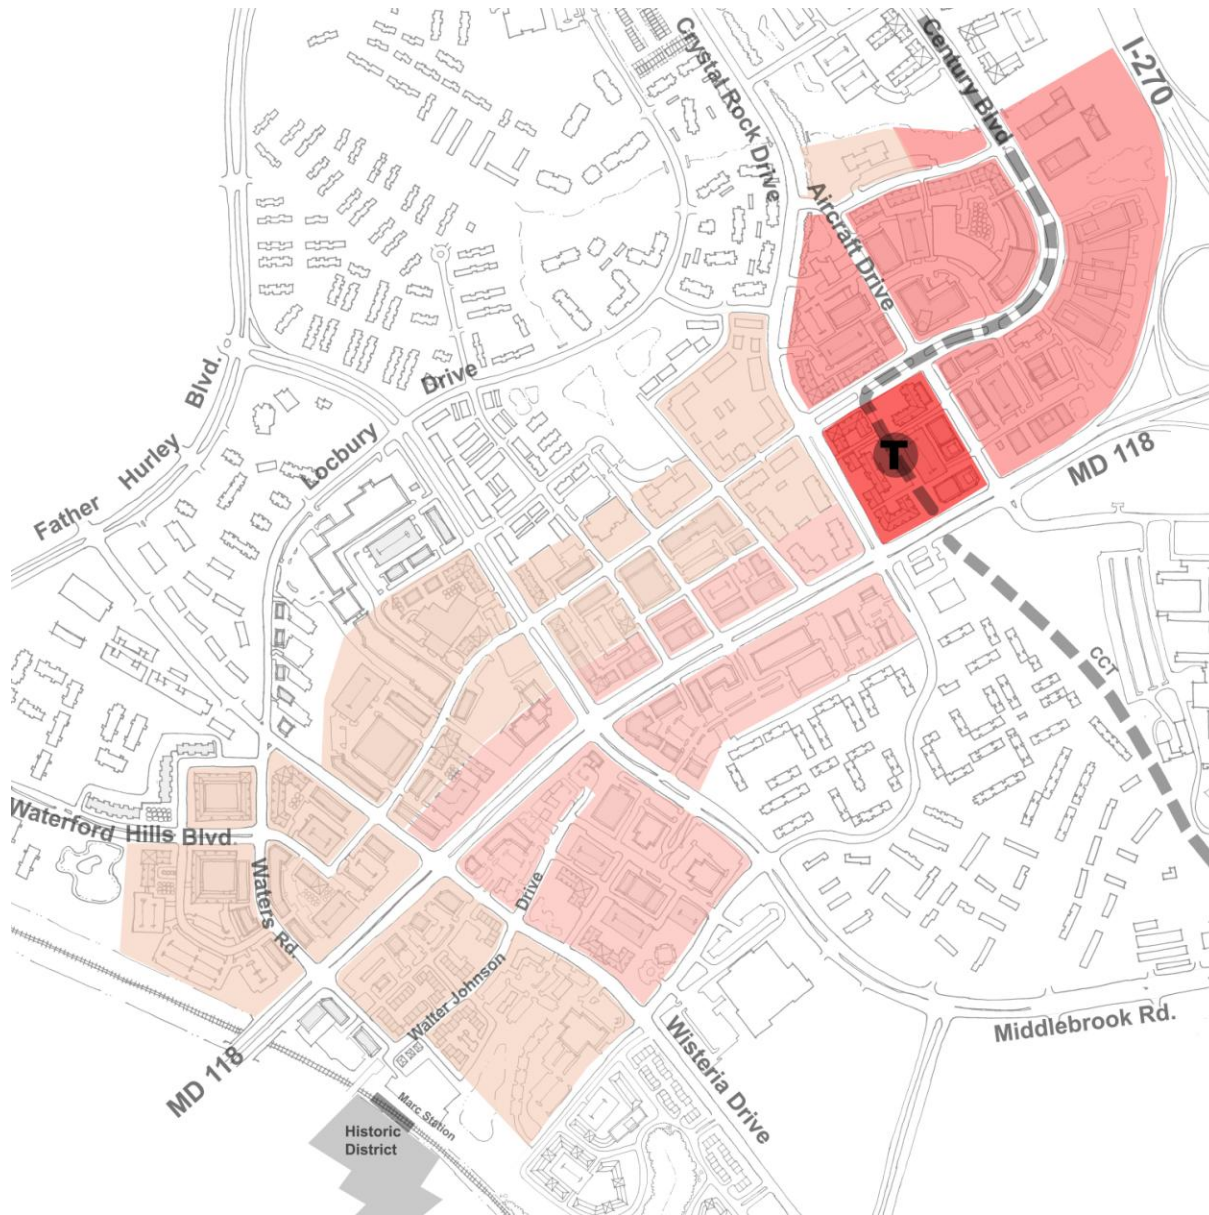 Crystal Rock Drive
Century Blvd
I-270
Aircraft Drive
Blvd.
Drive
Hurley
Locbury
Father
T
MD 118
CCT
Waterford Hills Blvd.
Waters Rd.
Drive
Walter Johnson
MD 118
Marc Station
Historic
District
Wisteria Drive
Middlebrook Rd.